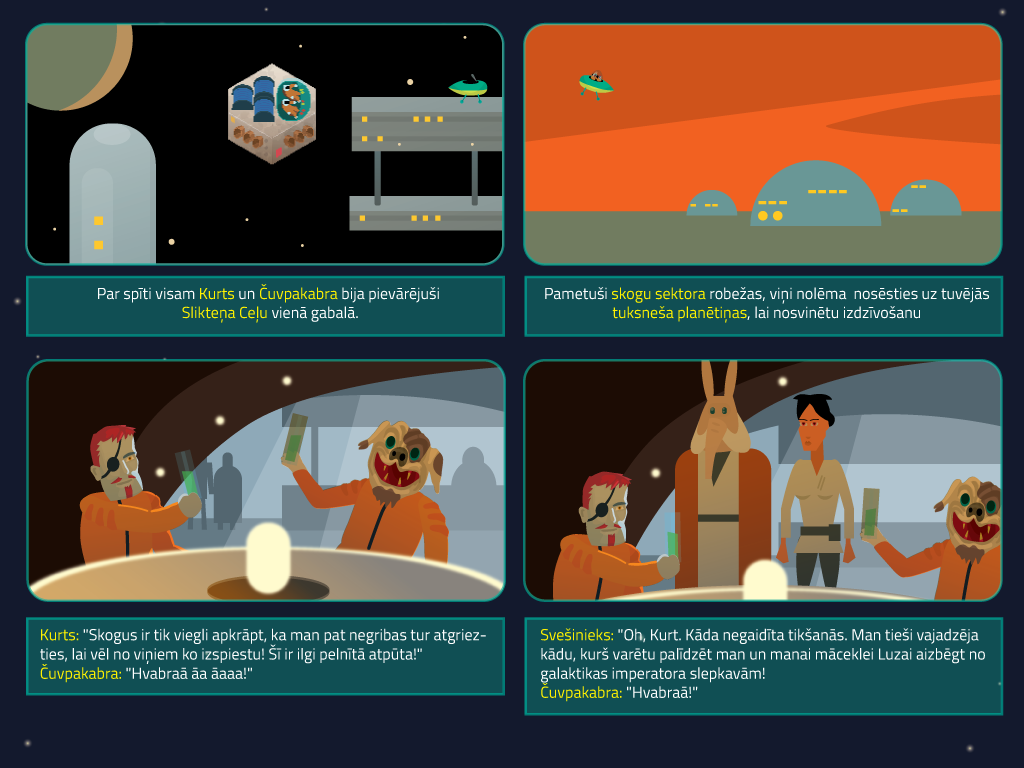 Par spīti visam Kurts un Čuvpakabra bija pievārējuši
Slikteņa Ceļu vienā gabalā.
Pametuši skogu sektora robežas, viņi nolēma  nosēsties uz tuvējās
tuksneša planētiņas, lai nosvinētu izdzīvošanu
Kurts: "Skogus ir tik viegli apkrāpt, ka man pat negribas tur atgriez-
ties, lai vēl no viņiem ko izspiestu! Šī ir ilgi pelnītā atpūta!"
Čuvpakabra: "Hvabraā āa āaaa!"
Svešinieks: "Oh, Kurt. Kāda negaidīta tikšanās. Man tieši vajadzēja
kādu, kurš varētu palīdzēt man un manai māceklei Luzai aizbēgt no
galaktikas imperatora slepkavām!
Čuvpakabra: "Hvabraā!"